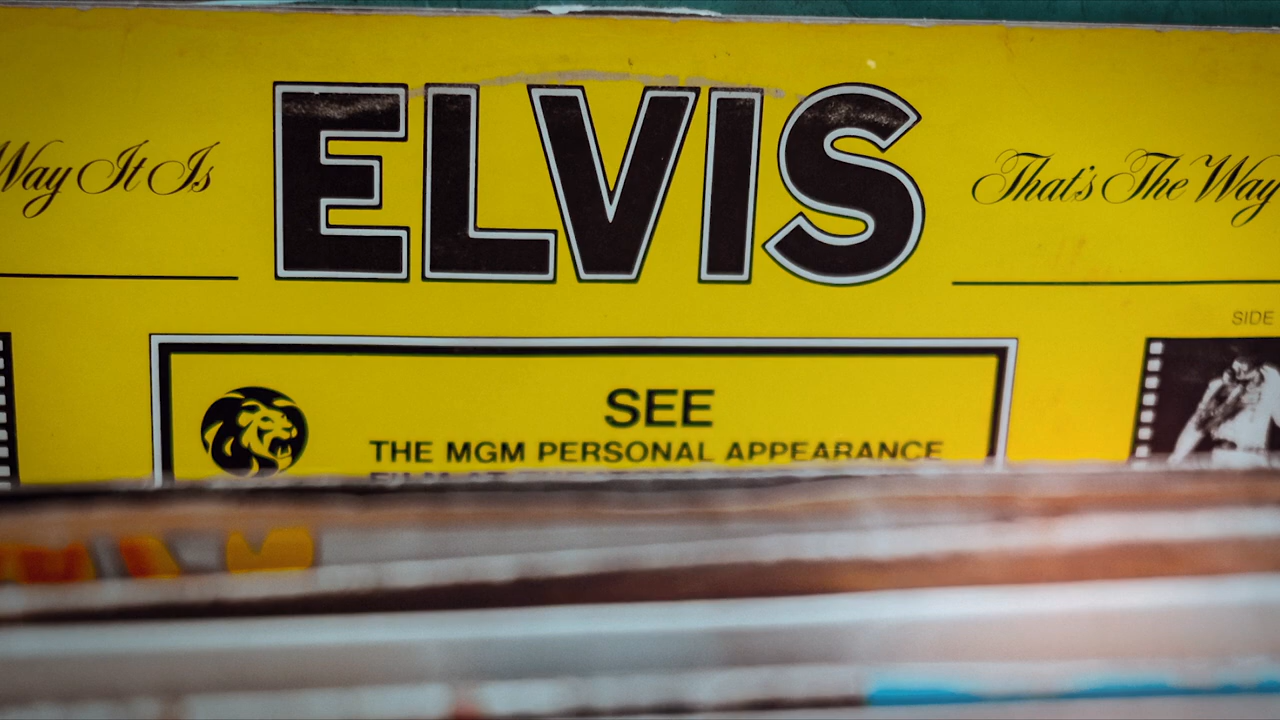 ELVIS
Way It Is
That's The Way
SIDE
SEE
THE MGM PERSONAL APPEARANCE